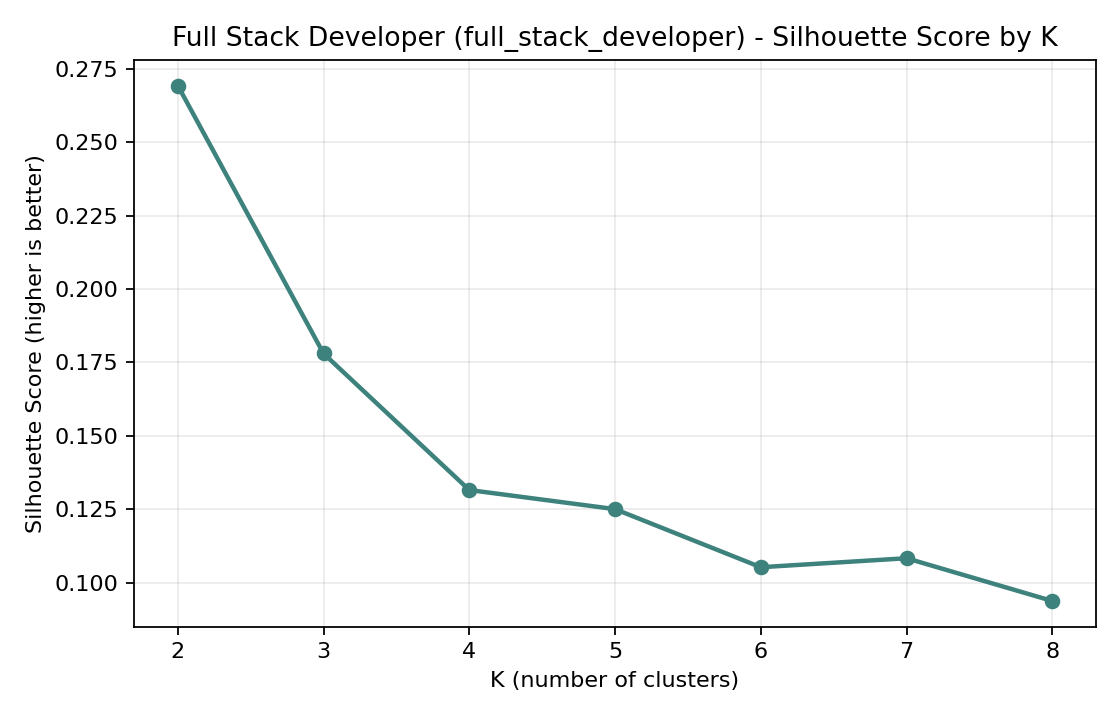 Full Stack Developer (full_stack_developer) - Silhouette Score by K
Silhouette Score (higher is better)
0.275
0.250
0.225
0.200
0.175
0.150
0.125
0.100
2 3 4 5 6 7 8
K (number of clusters)